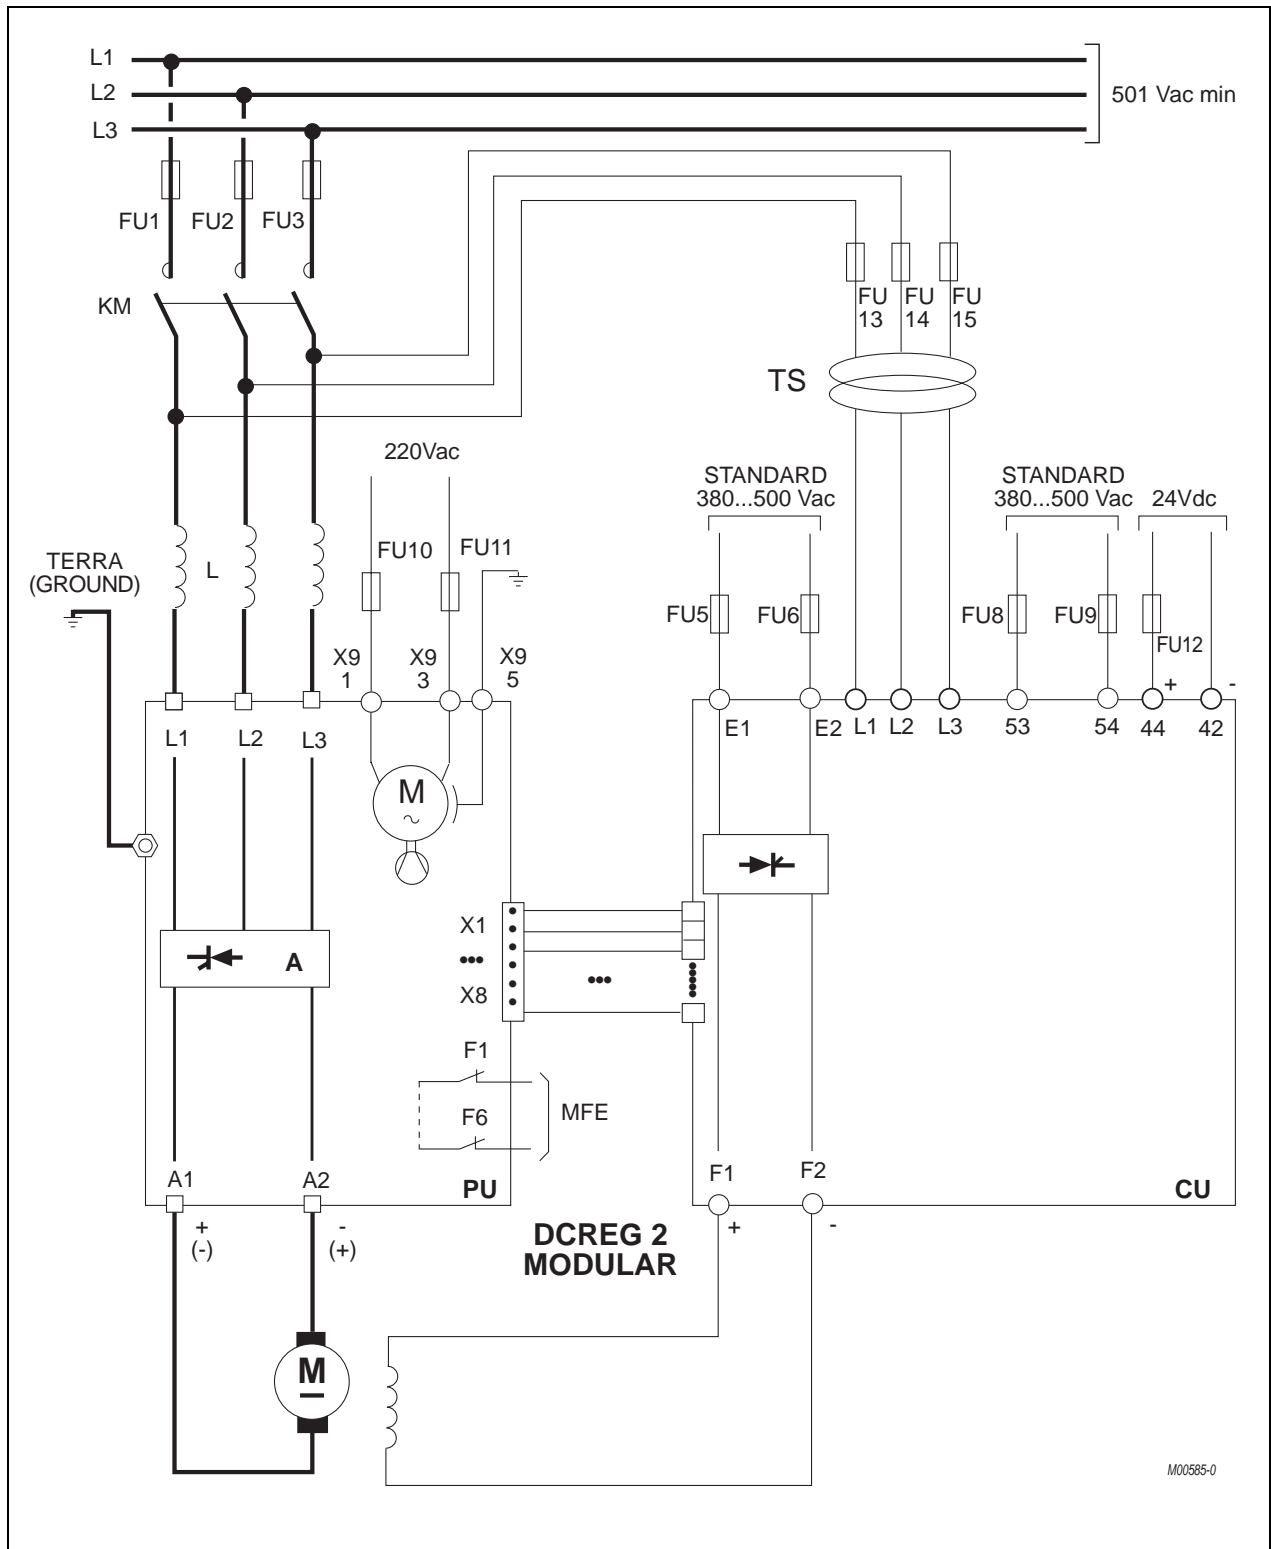 L1
L2
501 Vac min
L3
FU1
FU2
FU3
KM
FU
13
FU
14
FU
15
TS
220Vac
STANDARD
380...500 Vac
STANDARD
380...500 Vac
24Vdc
TERRA
(GROUND)
L
FU10
FU11
FU5
FU6
FU8
FU9
FU12
X9
1
X9
3
X9
5
+
-
L1
L2
L3
E1
E2
L1
L2
L3
53
54
44
42
M
~
A
X1
•••
X8
•••
F1
F6
MFE
A1
A2
PU
F1
F2
CU
+
(-)
-
(+)
+
-
DCREG 2
MODULAR
M
M00585-0